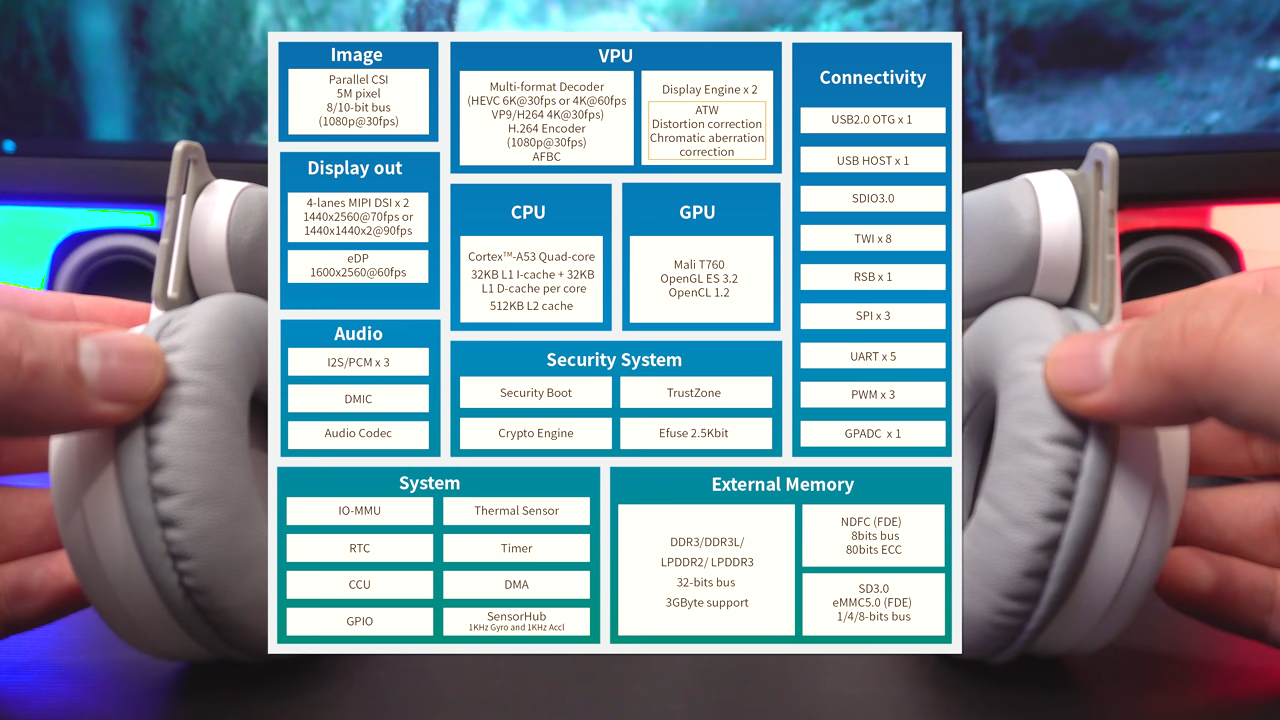 Image
Parallel CSI
5M pixel
8/10-bit bus
(1080p@30fps)
Display out
4-lanes MIPI DSI x 2
1440x2560@70fps or
1440x1440x2@90fps
eDP
1600x2560@60fps
Audio
I2S/PCM x 3
DMIC
Audio Codec
VPU
Multi-format Decoder
(HEVC 6K@30fps or 4K@60fps
VP9/H264 4K@30fps)
H.264 Encoder
(1080p@30fps)
AFBC
Display Engine x 2
ATW
Distortion correction
Chromatic aberration
correction
CPU
Cortex™-A53 Quad-core
32KB L1 I-cache + 32KB
L1 D-cache per core
512KB L2 cache
GPU
Mali T760
OpenGL ES 3.2
OpenCL 1.2
Security System
Security Boot
TrustZone
Crypto Engine
Efuse 2.5Kbit
Connectivity
USB2.0 OTG x 1
USB HOST x 1
SDIO3.0
TWI x 8
RSB x 1
SPI x 3
UART x 5
PWM x 3
GPADC x 1
System
IO-MMU
Thermal Sensor
RTC
Timer
CCU
DMA
GPIO
SensorHub
1KHz Gyro and 1KHz Accl
External Memory
DDR3/DDR3L/
LPDDR2/ LPDDR3
32-bits bus
3GByte support
NDFC (FDE)
8bits bus
80bits ECC
SD3.0
eMMC5.0 (FDE)
1/4/8-bits bus